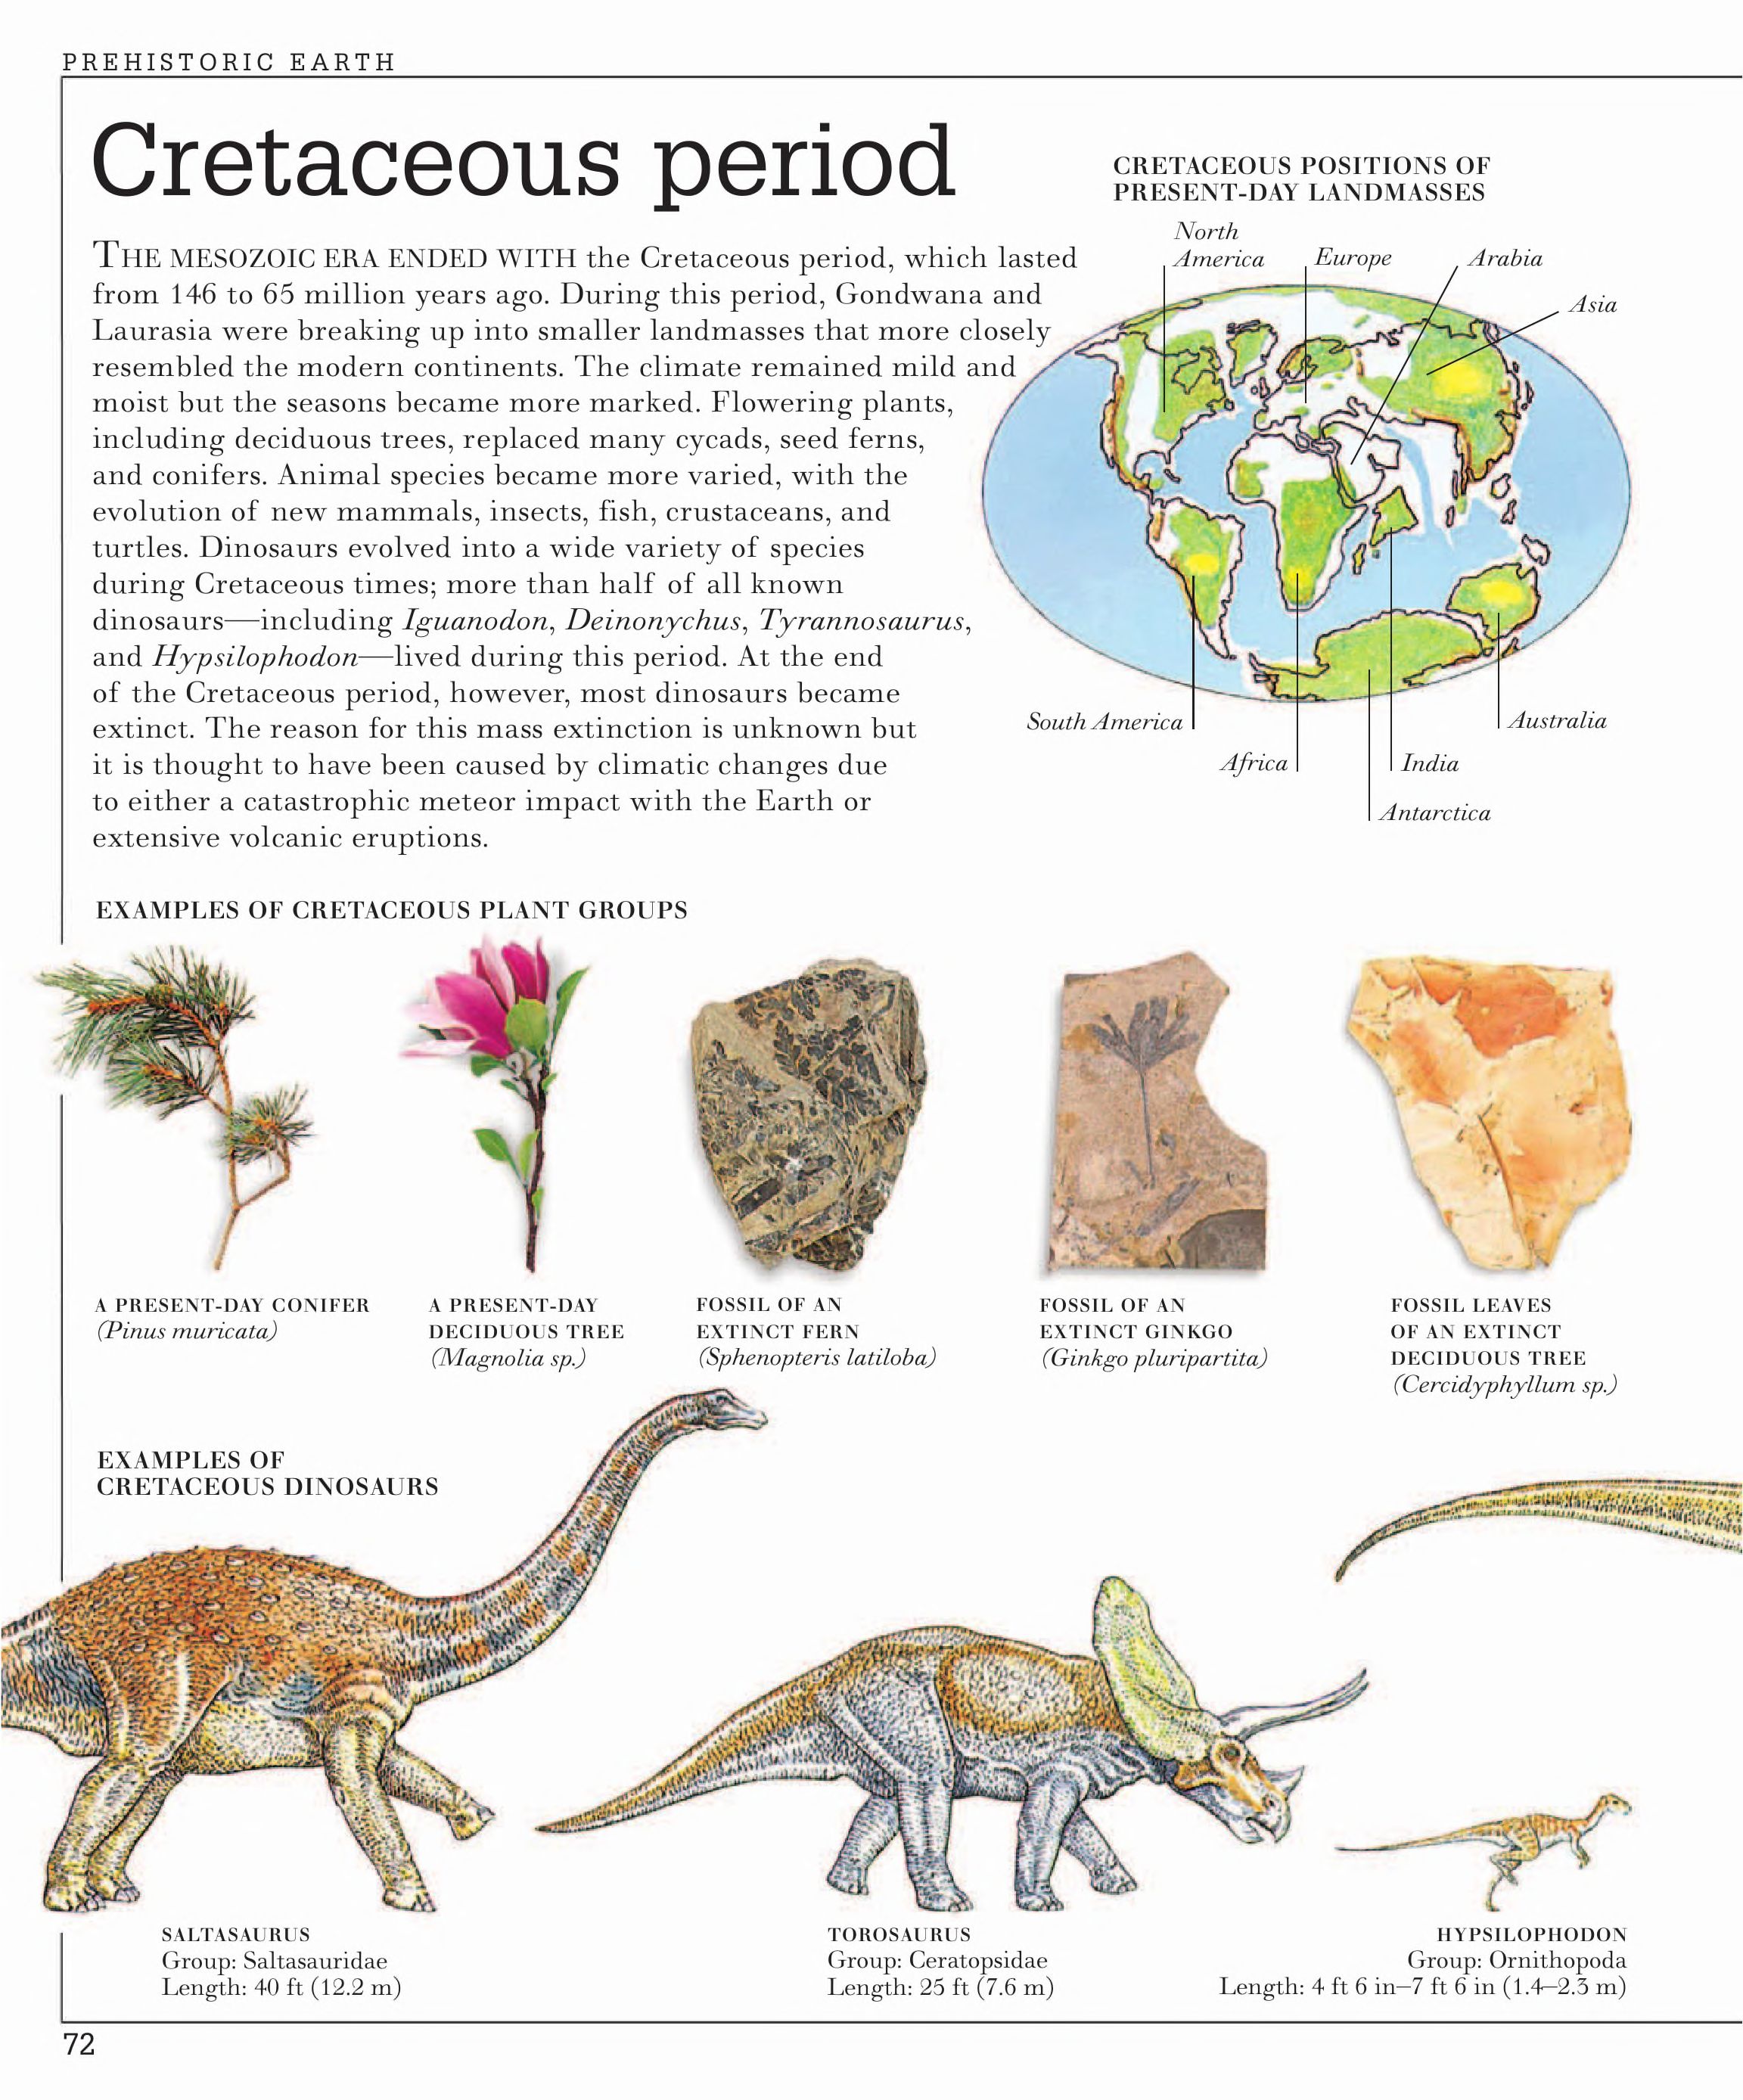 PREHISTORIC EARTH
Cretaceous period
THE MESOZOIC ERA ENDED WITH the Cretaceous period, which lasted
from 146 to 65 million years ago. During this period, Gondwana and
Laurasia were breaking up into smaller landmasses that more closely
resembled the modern continents. The climate remained mild and
moist but the seasons became more marked. Flowering plants,
including deciduous trees, replaced many cycads, seed ferns,
and conifers. Animal species became more varied, with the
evolution of new mammals, insects, fish, crustaceans, and
turtles. Dinosaurs evolved into a wide variety of species
during Cretaceous times; more than half of all known
dinosaurs—including Iguanodon, Deinonychus, Tyrannosaurus,
and Hypsilophodon—lived during this period. At the end
of the Cretaceous period, however, most dinosaurs became
extinct. The reason for this mass extinction is unknown but
it is thought to have been caused by climatic changes due
to either a catastrophic meteor impact with the Earth or
extensive volcanic eruptions.
CRETACEOUS POSITIONS OF
PRESENT-DAY LANDMASSES
North
America
Europe
Arabia
Asia
South America
Africa
Antarctica
India
Australia
EXAMPLES OF CRETACEOUS PLANT GROUPS
A PRESENT-DAY CONIFER
(Pinus muricata)
A PRESENT-DAY
DECIDUOUS TREE
(Magnolia sp.)
FOSSIL OF AN
EXTINCT FERN
(Sphenopteris latiloba)
FOSSIL OF AN
EXTINCT GINKGO
(Ginkgo pluripartita)
FOSSIL LEAVES
OF AN EXTINCT
DECIDUOUS TREE
(Cercidyphyllum sp.)
EXAMPLES OF
CRETACEOUS DINOSAURS
SALTASAURUS
Group: Saltasauridae
Length: 40 ft (12.2 m)
TOROSAURUS
Group: Ceratopsidae
Length: 25 ft (7.6 m)
HYPSILOPHODON
Group: Ornithopoda
Length: 4 ft 6 in–7 ft 6 in (1.4–2.3 m)
72